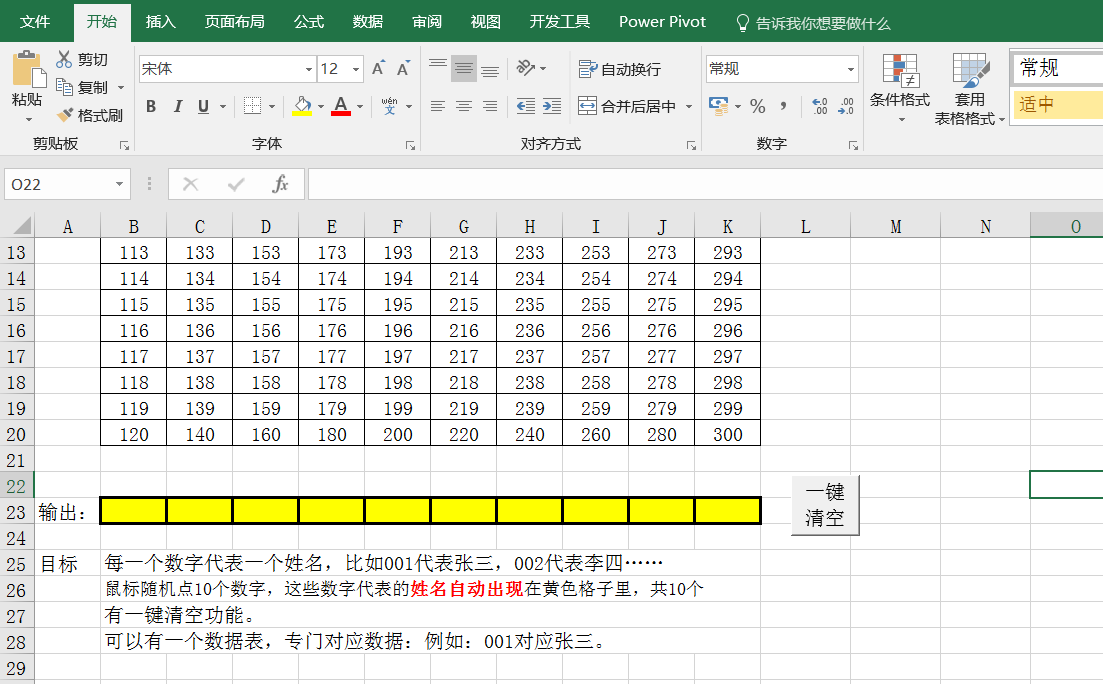 文件 开始 插入 页面布局 公式 数据 审阅 视图 开发工具 Power Pivot 告诉我你想要做什么
剪切
复制
格式刷
粘贴
剪贴板
宋体 12 A A
B I U A wén 文
字体
自动换行
合并后居中
对齐方式
常规
% , .0 .00 .00 .0
数字
条件格式
套用
表格格式
常规
适中
O22 fx
A B C D E F G H I J K L M N O
13 113 133 153 173 193 213 233 253 273 293
14 114 134 154 174 194 214 234 254 274 294
15 115 135 155 175 195 215 235 255 275 295
16 116 136 156 176 196 216 236 256 276 296
17 117 137 157 177 197 217 237 257 277 297
18 118 138 158 178 198 218 238 258 278 298
19 119 139 159 179 199 219 239 259 279 299
20 120 140 160 180 200 220 240 260 280 300
21
22
23 输出：
一键
清空
24
25 目标 每一个数字代表一个姓名，比如001代表张三，002代表李四……
26 鼠标随机点10个数字，这些数字代表的姓名自动出现在黄色格子里，共10个
27 有一键清空功能。
28 可以有一个数据表，专门对应数据：例如：001对应张三。
29